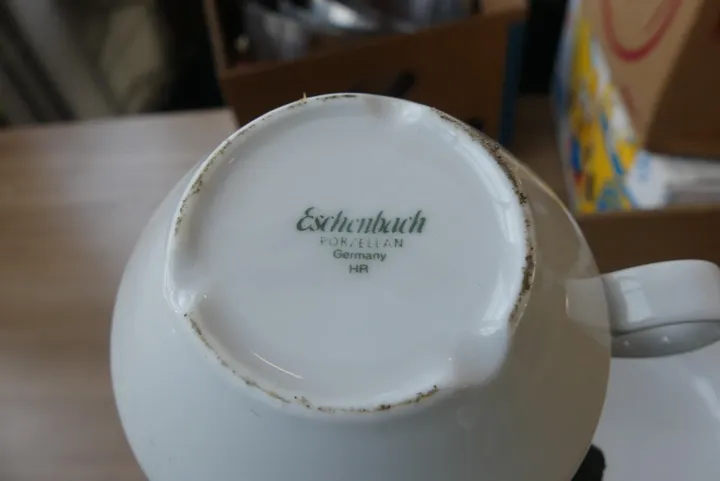 Eschenbach
PORZELLAN
Germany
HR